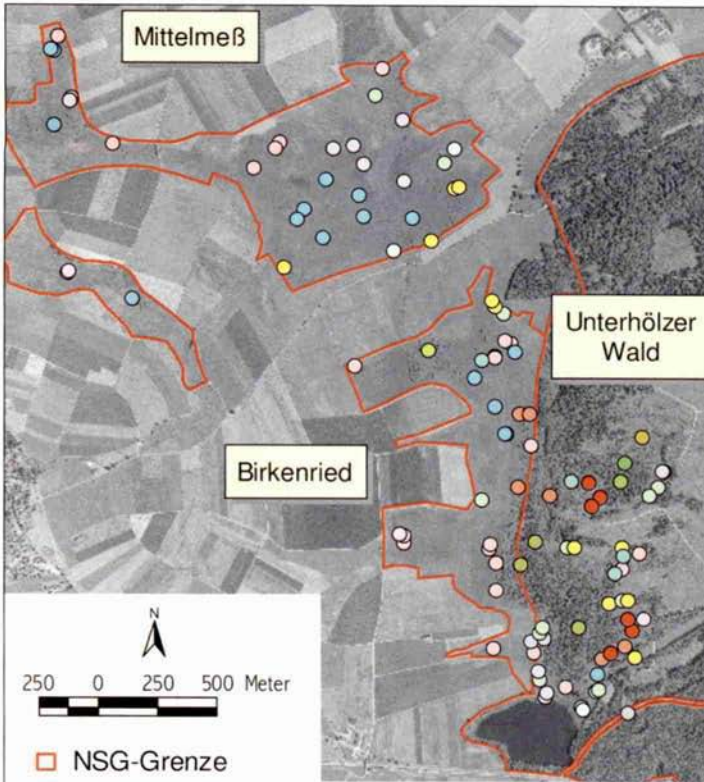 Mittelmeß
Unterhölzer
Wald
Birkenried
N
250 0 250 500 Meter
NSG-Grenze